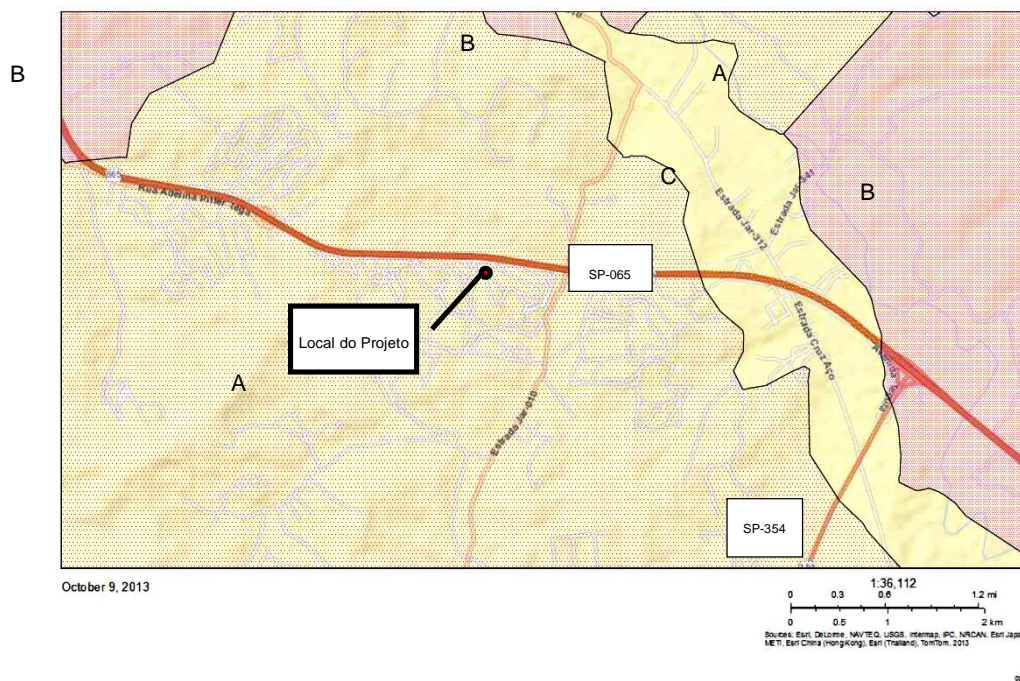 B
B
A
065
Rua Adelina Pitler Tega
C
Estrada Jar-312
Estrada Jar-341
B
SP-065
Local do Projeto
Estrada Cruz Aço
A
Estrada Jar-010
SP-354
October 9, 2013
1:36,112
0 0.3 0.6 1.2 mi
0 0.5 1 2 km
Sources: Esri, DeLorme, NAVTEQ, USGS, Intermap, iPC, NRCAN, Esri Japa
METI, Esri China (Hong Kong), Esri (Thailand), TomTom, 2013